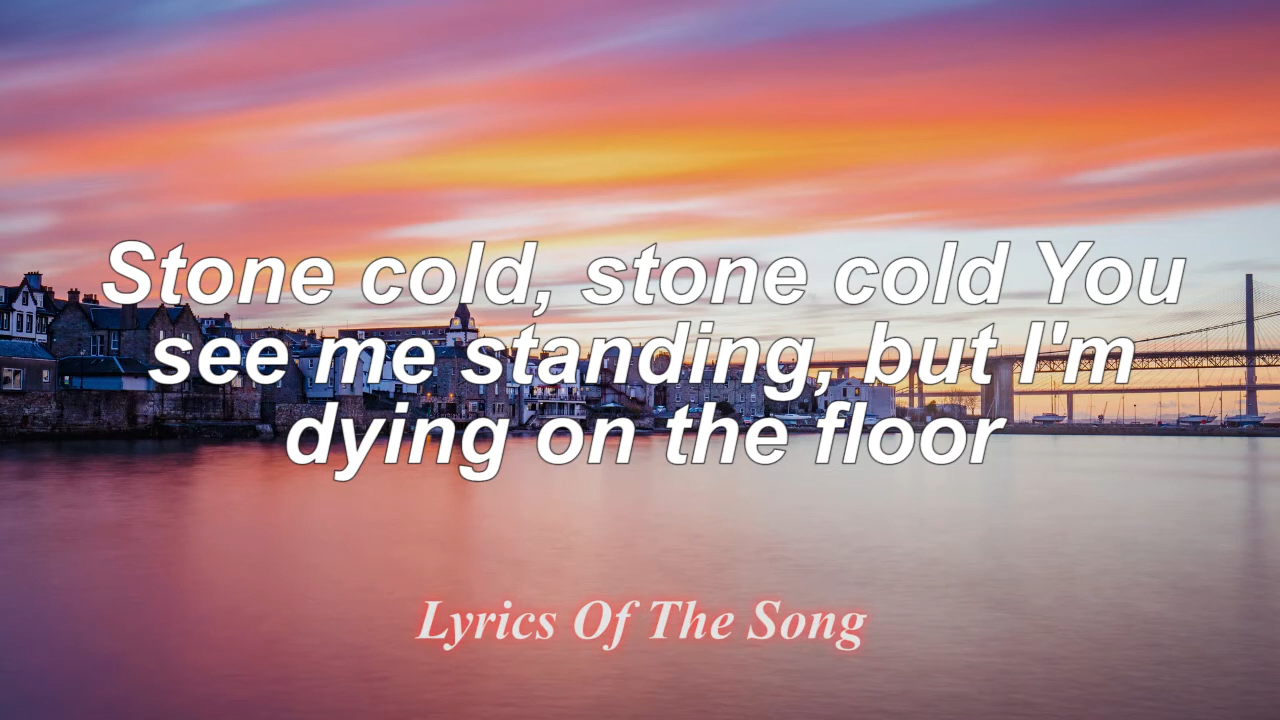 Stone cold, stone cold You
see me standing, but I'm
dying on the floor
Lyrics Of The Song